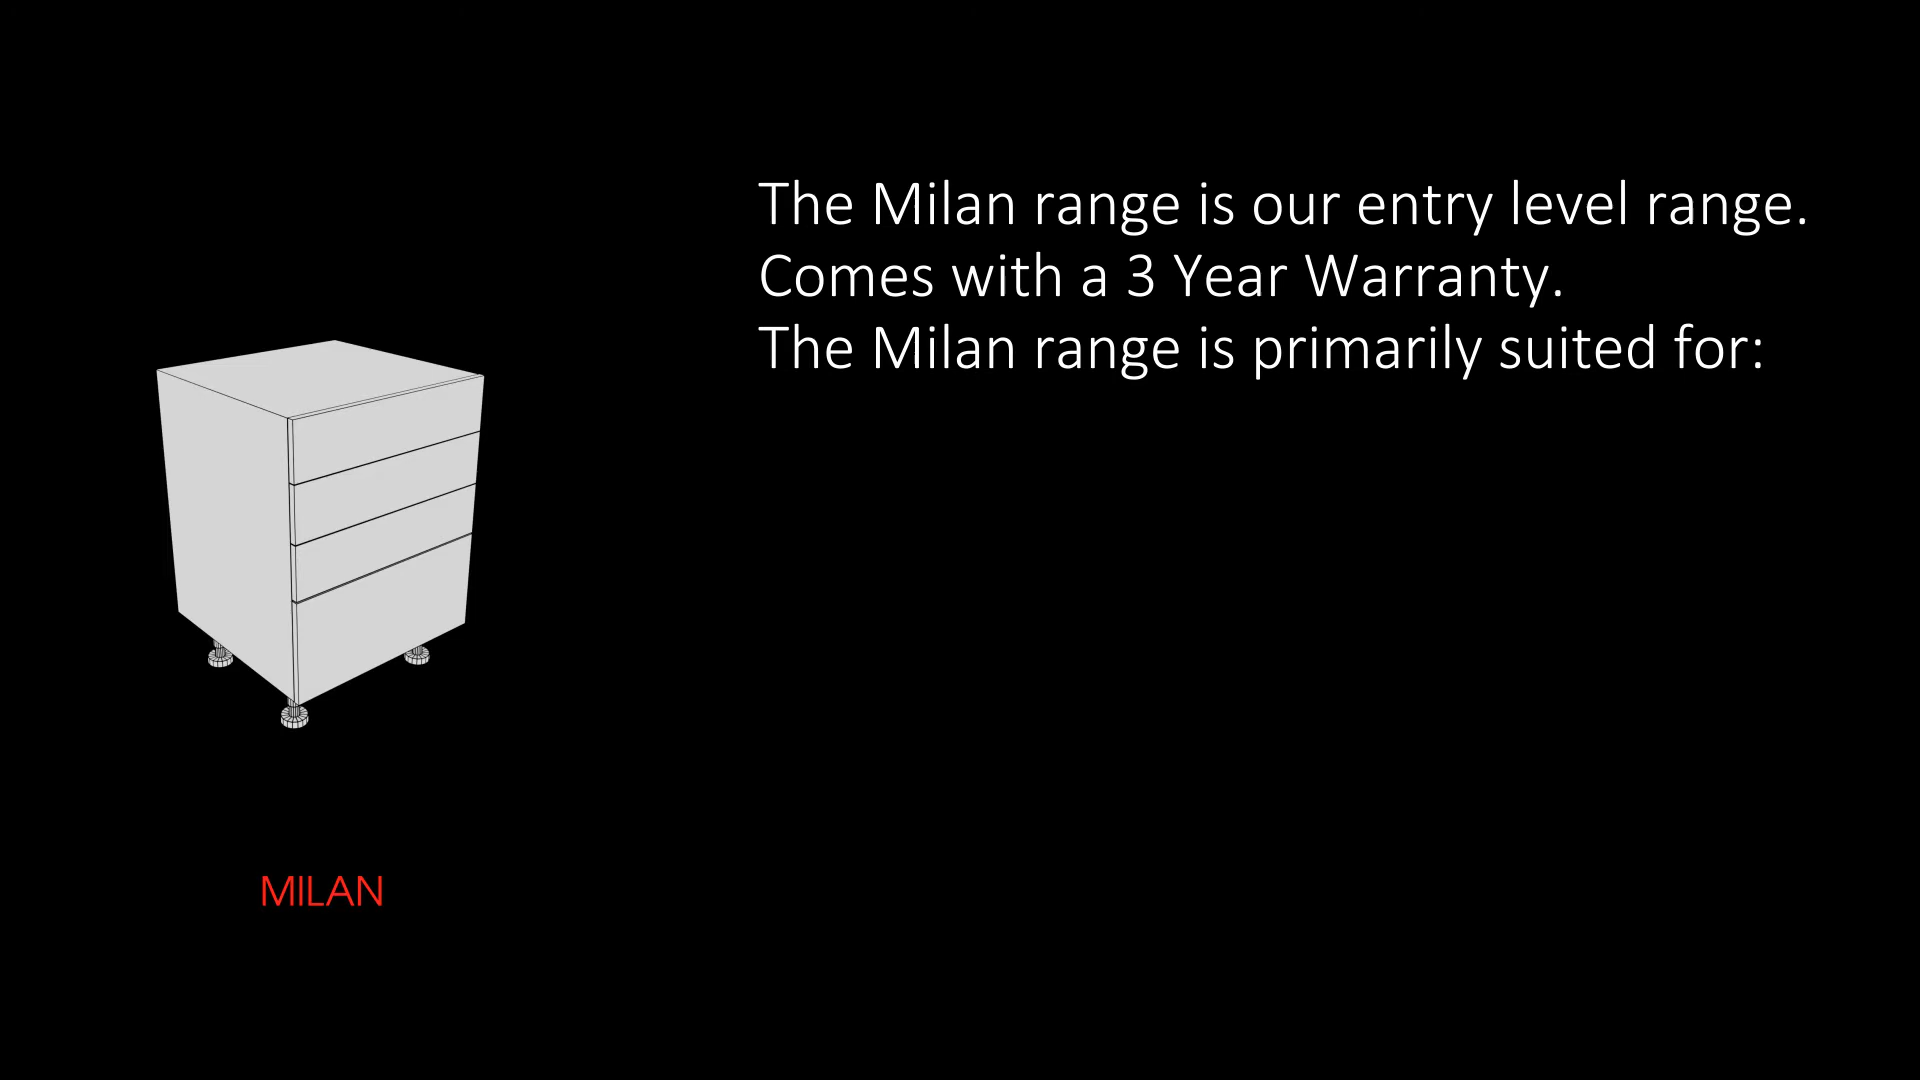 The Milan range is our entry level range.
Comes with a 3 Year Warranty.
The Milan range is primarily suited for:
MILAN